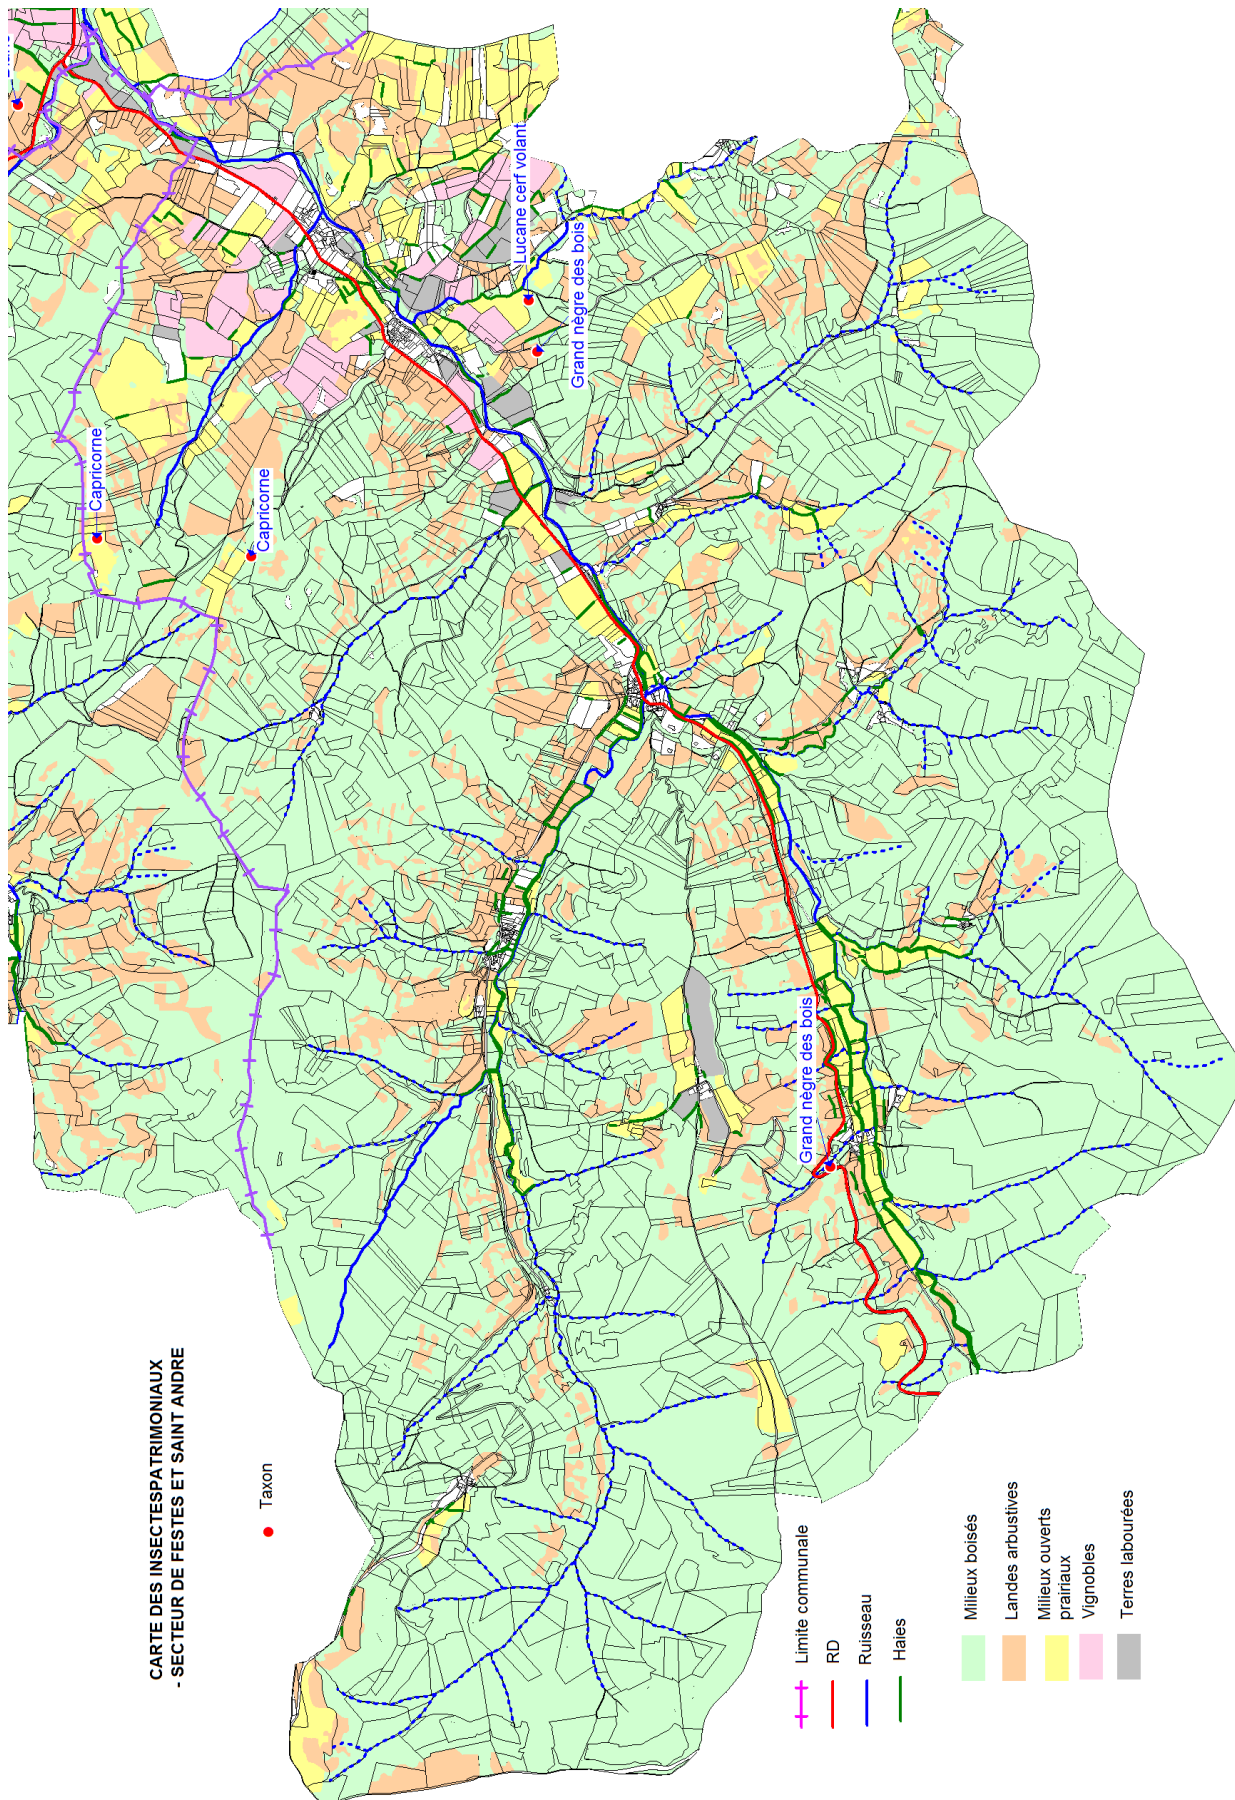 CARTE DES INSECTESPATRIMONIAUX
- SECTEUR DE FESTES ET SAINT ANDRE
Taxon
Capricorne
Capricorne
Lucane cerf volant
Grand nègre des bois
Grand nègre des bois
Limite communale
RD
Ruisseau
Haies
Milieux boisés
Landes arbustives
Milieux ouverts
prairiaux
Vignobles
Terres labourées